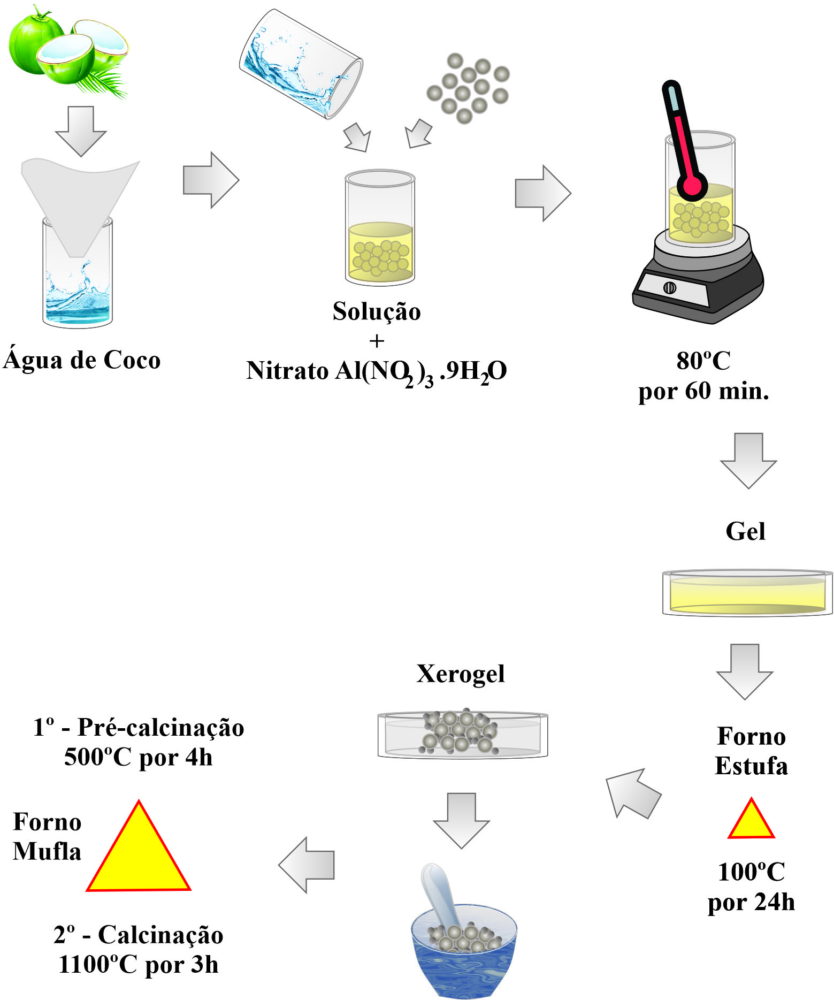 Água de Coco
Solução
+
Nitrato Al(NO₂)₃ .9H₂O
80ºC
por 60 min.
Gel
Forno
Estufa
100ºC
por 24h
Xerogel
1º - Pré-calcinação
500ºC por 4h
Forno
Mufla
2º - Calcinação
1100ºC por 3h